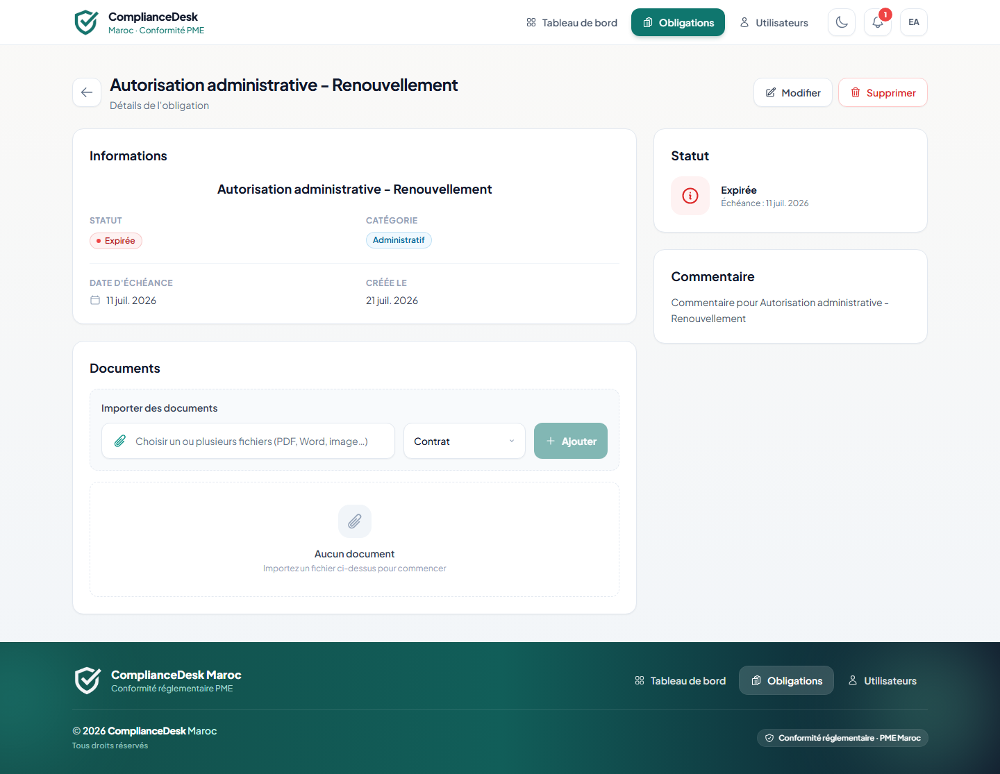 ComplianceDesk
Maroc · Conformité PME
Tableau de bord
Obligations
Utilisateurs
1
EA
Autorisation administrative - Renouvellement
Détails de l'obligation
Modifier
Supprimer
Informations
Autorisation administrative - Renouvellement
STATUT
CATÉGORIE
Expirée
Administratif
DATE D'ÉCHÉANCE
CRÉÉE LE
11 juil. 2026
21 juil. 2026
Statut
Expirée
Échéance : 11 juil. 2026
Commentaire
Commentaire pour Autorisation administrative -
Renouvellement
Documents
Importer des documents
Choisir un ou plusieurs fichiers (PDF, Word, image...)
Contrat
Ajouter
Aucun document
Importez un fichier ci-dessus pour commencer
ComplianceDesk Maroc
Conformité réglementaire PME
Tableau de bord
Obligations
Utilisateurs
© 2026 ComplianceDesk Maroc
Tous droits réservés
Conformité réglementaire · PME Maroc